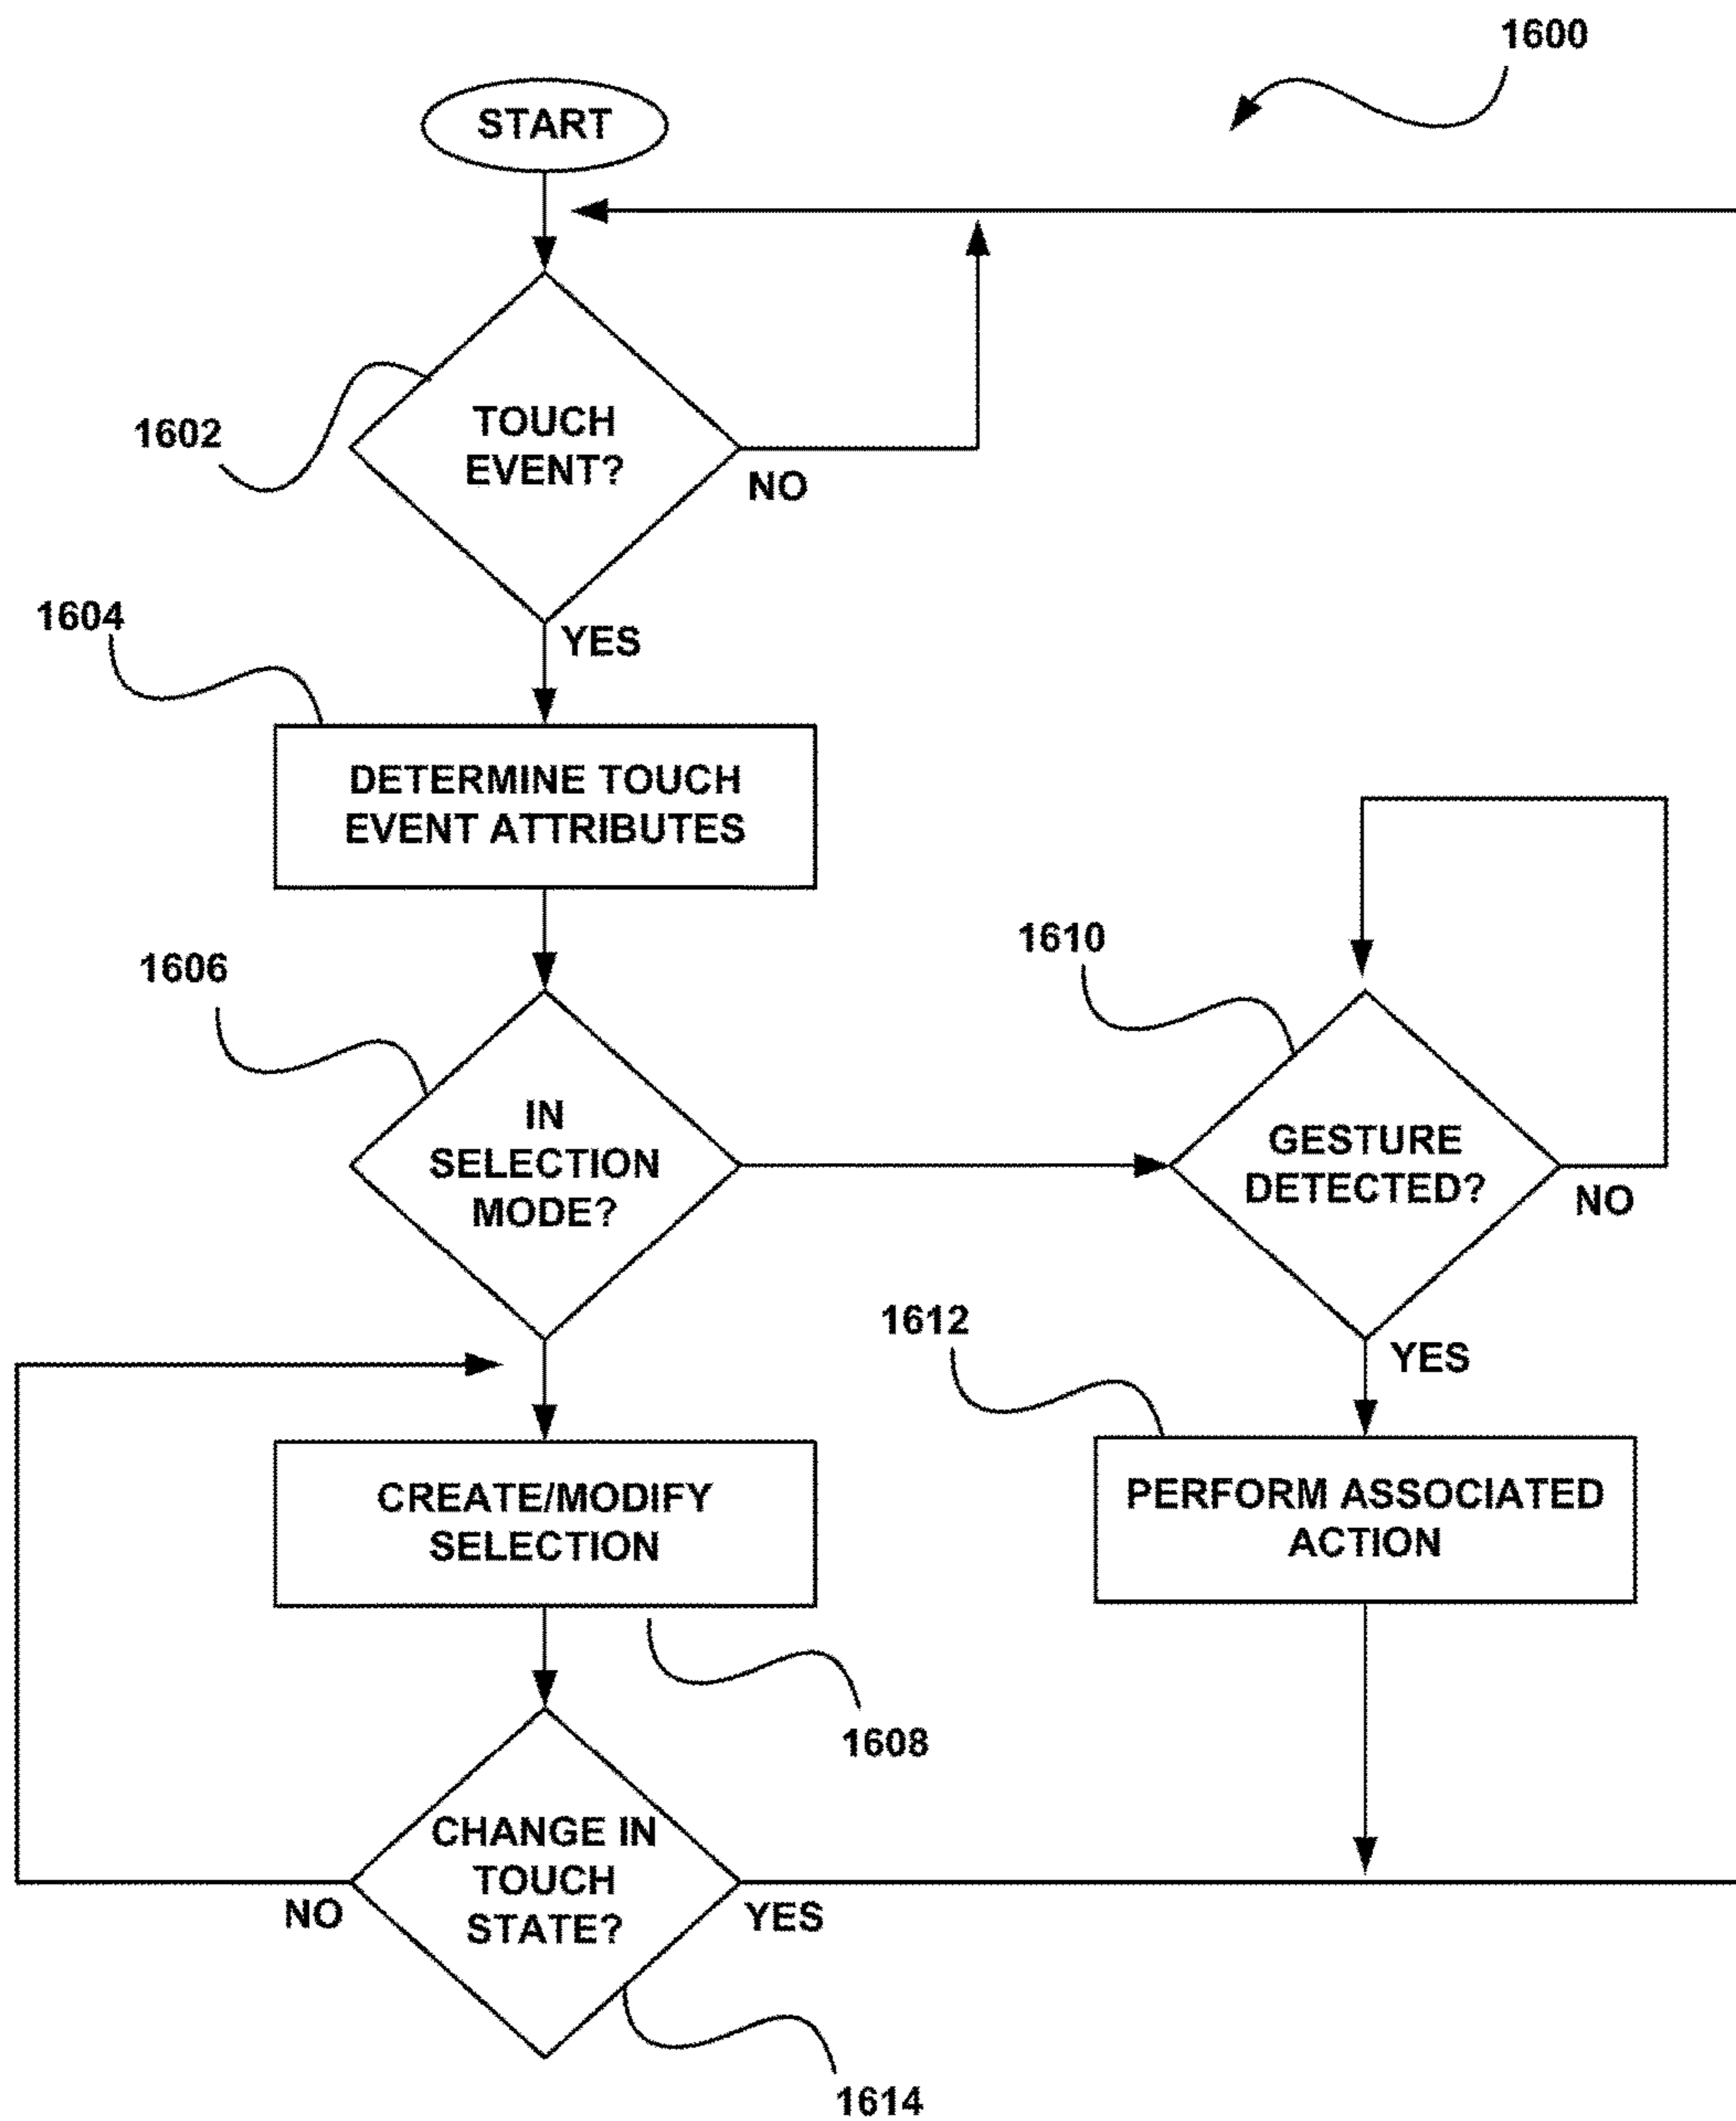 1600
START
1602
TOUCH
EVENT?
NO
YES
1604
DETERMINE TOUCH
EVENT ATTRIBUTES
1606
IN
SELECTION
MODE?
1610
GESTURE
DETECTED?
NO
YES
1612
PERFORM ASSOCIATED
ACTION
CREATE/MODIFY
SELECTION
1608
CHANGE IN
TOUCH
STATE?
NO
YES
1614